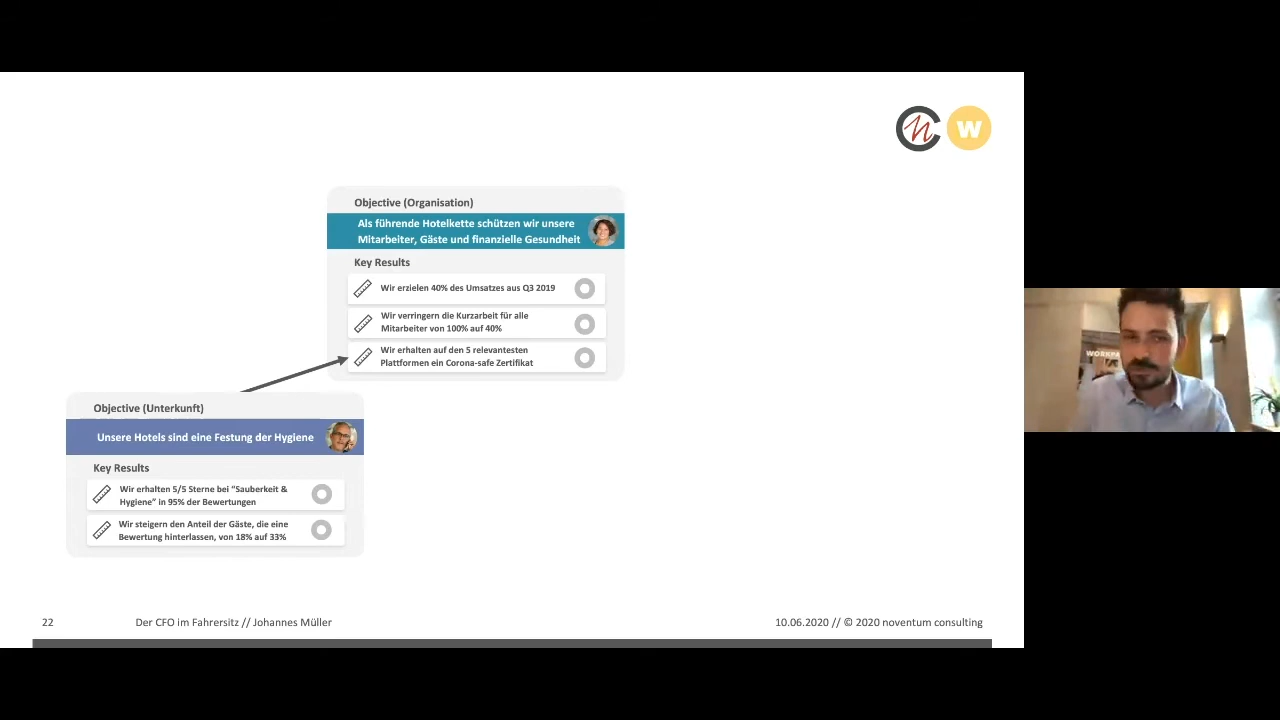 W
Objective (Organisation)
Als führende Hotelkette schützen wir unsere
Mitarbeiter, Gäste und finanzielle Gesundheit
Key Results
Wir erzielen 40% des Umsatzes aus Q3 2019
Wir verringern die Kurzarbeit für alle
Mitarbeiter von 100% auf 40%
Wir erhalten auf den 5 relevantesten
Plattformen ein Corona-safe Zertifikat
Objective (Unterkunft)
Unsere Hotels sind eine Festung der Hygiene
Key Results
Wir erhalten 5/5 Sterne bei “Sauberkeit &
Hygiene” in 95% der Bewertungen
Wir steigern den Anteil der Gäste, die eine
Bewertung hinterlassen, von 18% auf 33%
22
Der CFO im Fahrersitz // Johannes Müller
10.06.2020 // © 2020 noventum consulting